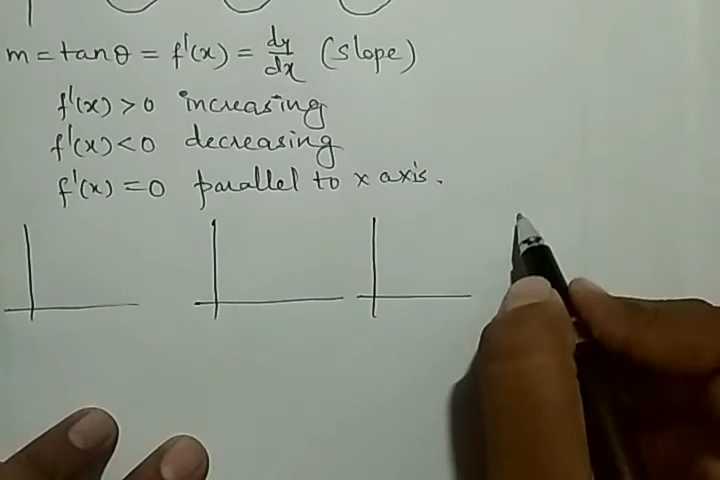 m = tanθ = f'(x) = dy/dx (slope)
f'(x) > 0 increasing
f'(x) < 0 decreasing
f'(x) = 0 parallel to x axis.